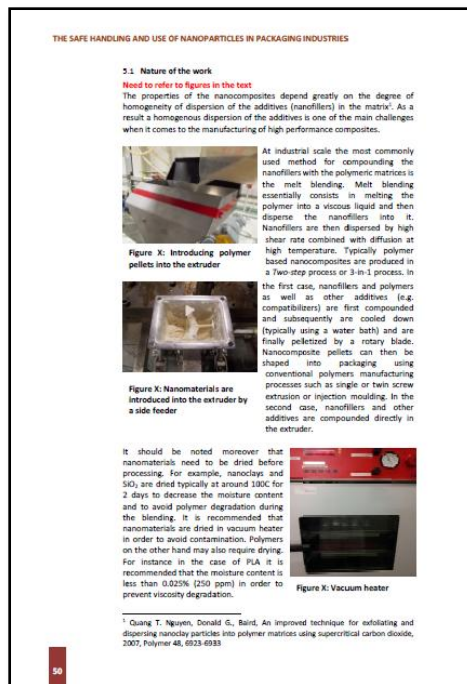 THE SAFE HANDLING AND USE OF NANOPARTICLES IN PACKAGING INDUSTRIES
5.1 Nature of the work
Need to refer to figures in the text
The properties of the nanocomposites depend greatly on the degree of
homogeneity of dispersion of the additives (nanofillers) in the matrix¹. As a
result a homogenous dispersion of the additives is one of the main challenges
when it comes to the manufacturing of high performance composites.
At industrial scale the most commonly
used method for compounding the
nanofillers with the polymeric matrices is
the melt blending. Melt blending
essentially consists in melting the
polymer into a viscous liquid and then
disperse the nanofillers into it.
Nanofillers are then dispersed by high
shear rate combined with diffusion at
high temperature. Typically polymer
based nanocomposites are produced in
a Two-step process or 3-in-1 process. In
the first case, nanofillers and polymers
as well as other additives (e.g.
compatibilizers) are first compounded
and subsequently are cooled down
(typically using a water bath) and are
finally pelletized by a rotary blade.
Nanocomposite pellets can then be
shaped into packaging using
conventional polymers manufacturing
processes such as single or twin screw
extrusion or injection moulding. In the
second case, nanofillers and other
additives are compounded directly in
the extruder.
Figure X: Introducing polymer
pellets into the extruder
Figure X: Nanomaterials are
introduced into the extruder by
a side feeder
It should be noted moreover that
nanomaterials need to be dried before
processing. For example, nanoclays and
SiO₂ are dried typically at around 100C for
2 days to decrease the moisture content
and to avoid polymer degradation during
the blending. It is recommended that
nanomaterials are dried in vacuum heater
in order to avoid contamination. Polymers
on the other hand may also require drying.
For instance in the case of PLA it is
recommended that the moisture content is
less than 0.025% (250 ppm) in order to
prevent viscosity degradation.
Figure X: Vacuum heater
¹ Quang T. Nguyen, Donald G., Baird, An improved technique for exfoliating and
dispersing nanoclay particles into polymer matrices using supercritical carbon dioxide,
2007, Polymer 48, 6923-6933
50